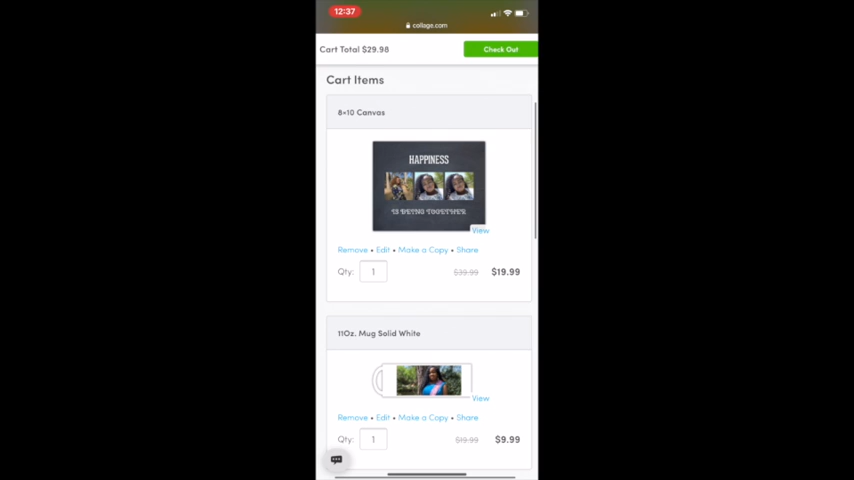 12:37
collage.com
Cart Total $29.98
Check Out
Cart Items
8×10 Canvas
HAPPINESS
IS BEING TOGETHER
View
Remove • Edit • Make a Copy • Share
Qty: 1 $39.99 $19.99
11Oz. Mug Solid White
View
Remove • Edit • Make a Copy • Share
Qty: 1 $19.99 $9.99